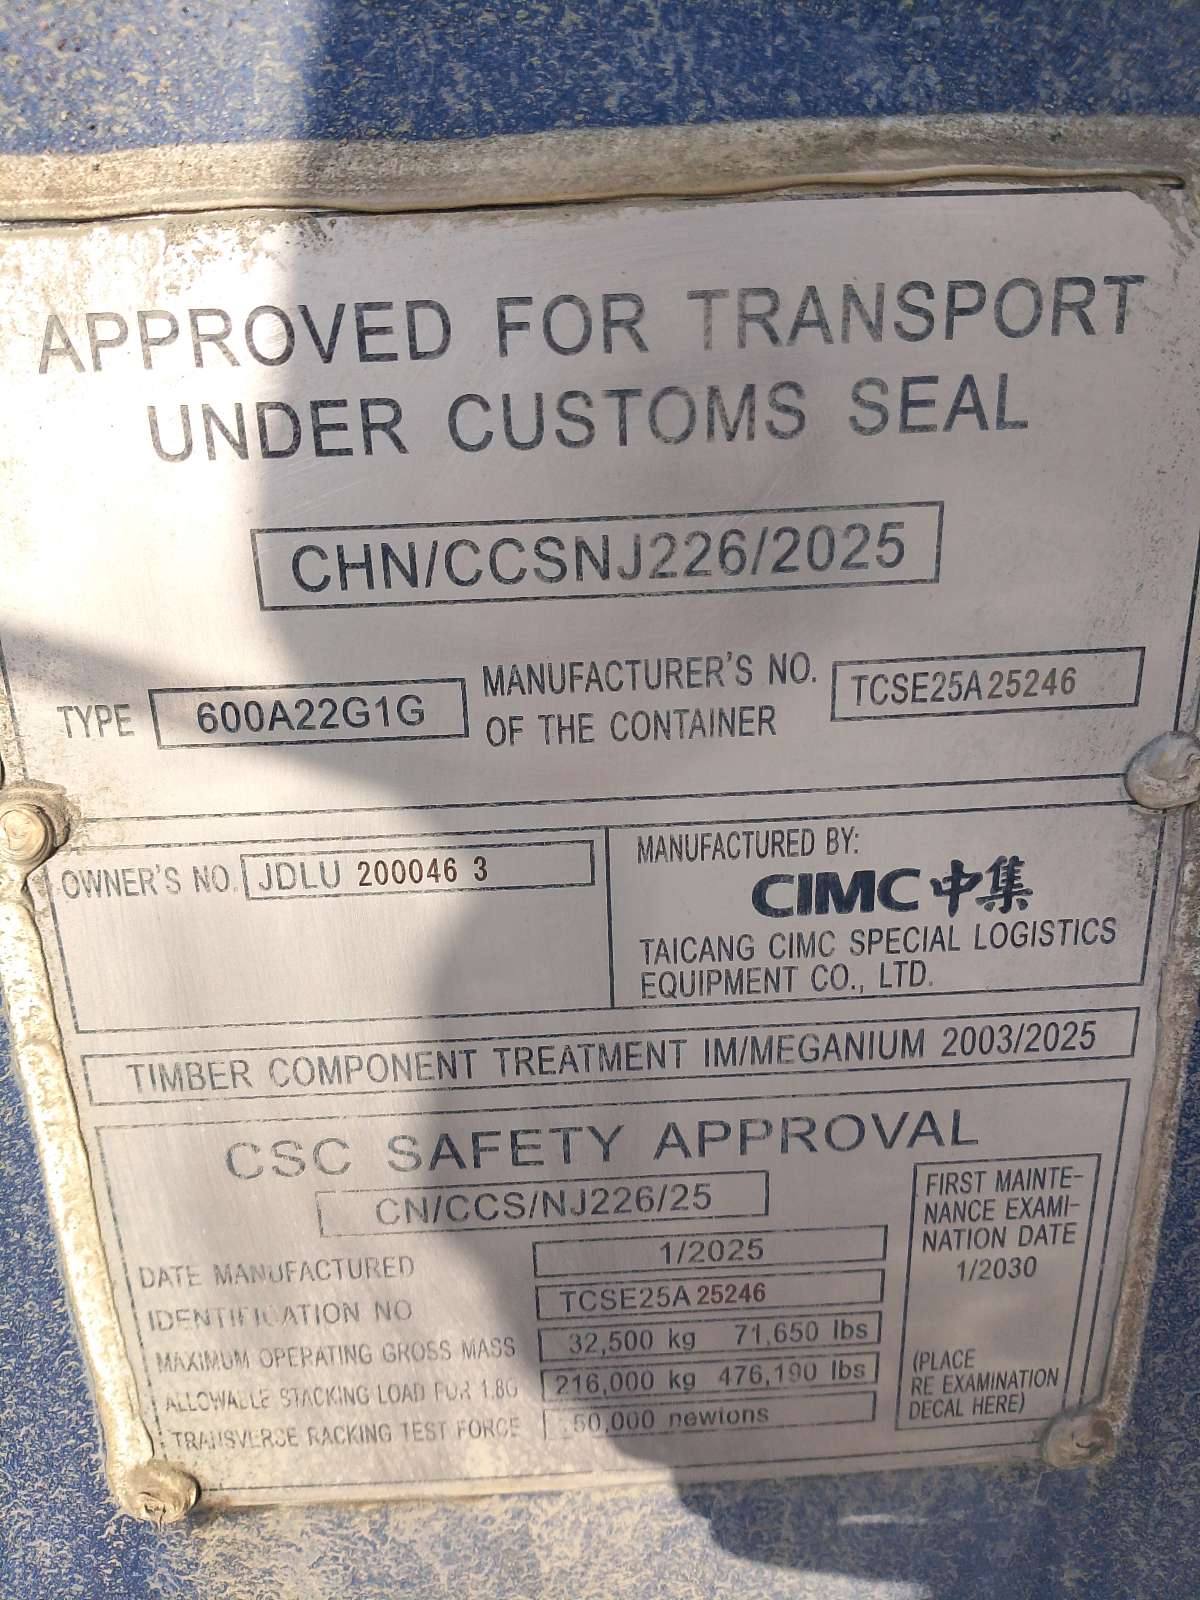 APPROVED FOR TRANSPORT
UNDER CUSTOMS SEAL
CHN/CCSNJ226/2025
TYPE 600A22G1G
MANUFACTURER'S NO.
OF THE CONTAINER
TCSE25A 25246
OWNER'S NO. JDLU 200046 3
MANUFACTURED BY:
CIMC 中集
TAICANG CIMC SPECIAL LOGISTICS
EQUIPMENT CO., LTD.
TIMBER COMPONENT TREATMENT IM/MEGANIUM 2003/2025
CSC SAFETY APPROVAL
CN/CCS/NJ226/25
DATE MANUFACTURED 1/2025
IDENTIFICATION NO TCSE25A 25246
MAXIMUM OPERATING GROSS MASS 32,500 kg 71,650 lbs
ALLOWABLE STACKING LOAD FOR 1.8G 216,000 kg 476,190 lbs
TRANSVERSE RACKING TEST FORCE 150,000 newtons
FIRST MAINTE-
NANCE EXAMI-
NATION DATE
1/2030
(PLACE
RE EXAMINATION
DECAL HERE)